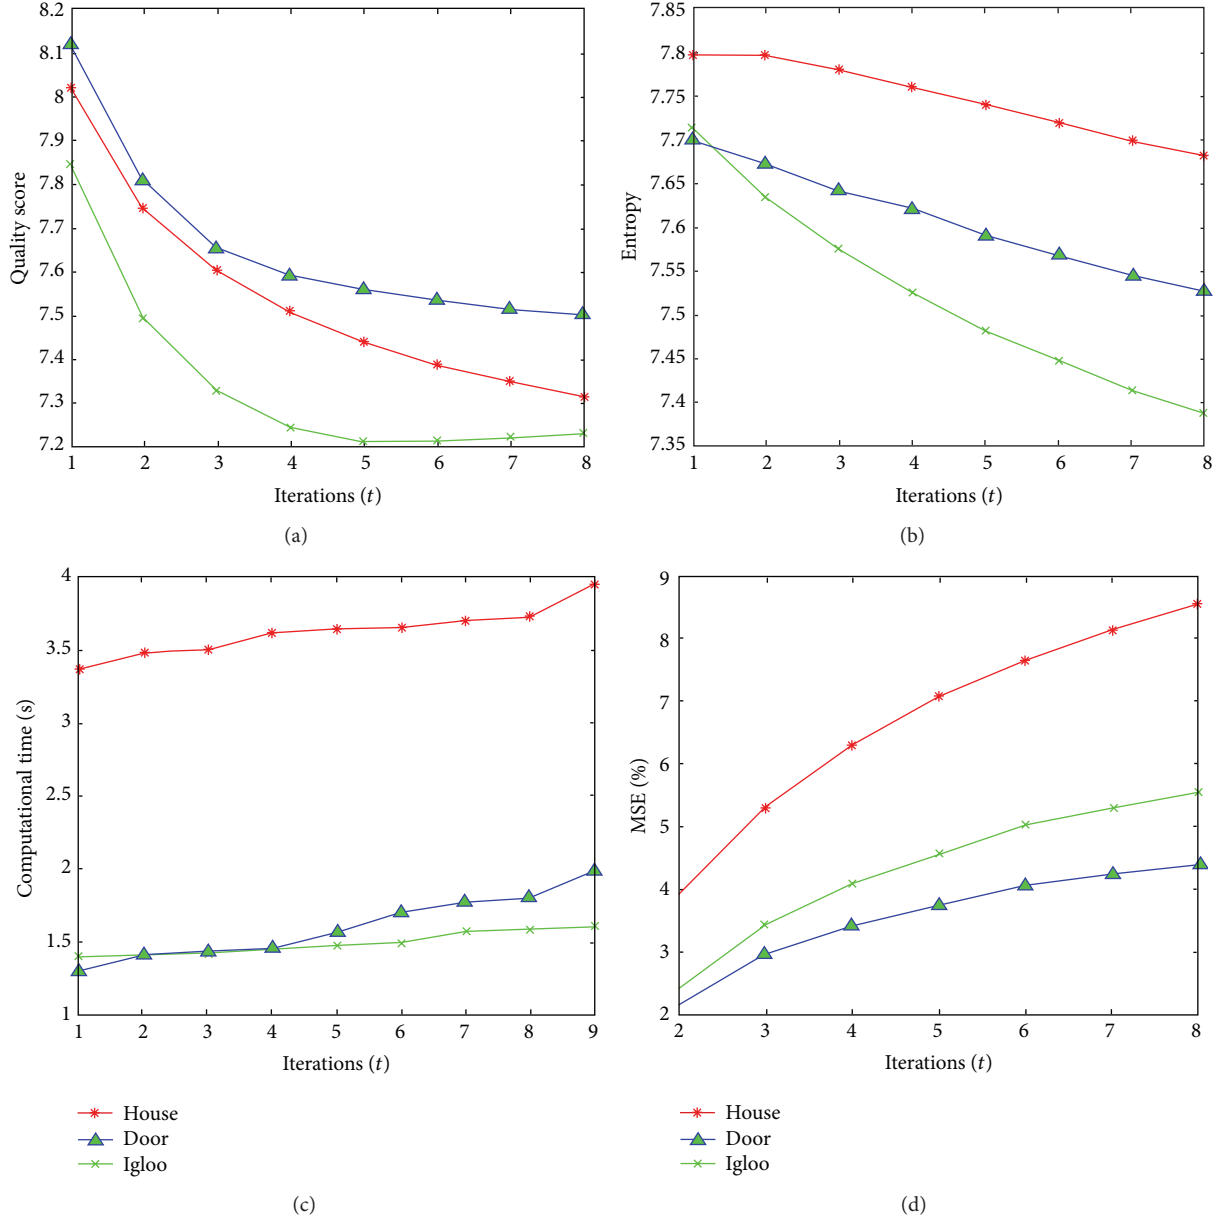 8.2
8.1
8
7.9
7.8
7.7
7.6
7.5
7.4
7.3
7.2
Quality score
1 2 3 4 5 6 7 8
Iterations (t)
(a)
7.85
7.8
7.75
7.7
7.65
7.6
7.55
7.5
7.45
7.4
7.35
Entropy
1 2 3 4 5 6 7 8
Iterations (t)
(b)
4
3.5
3
2.5
2
1.5
1
Computational time (s)
1 2 3 4 5 6 7 8 9
Iterations (t)
House
Door
Igloo
(c)
9
8
7
6
5
4
3
2
MSE (%)
2 3 4 5 6 7 8
Iterations (t)
House
Door
Igloo
(d)